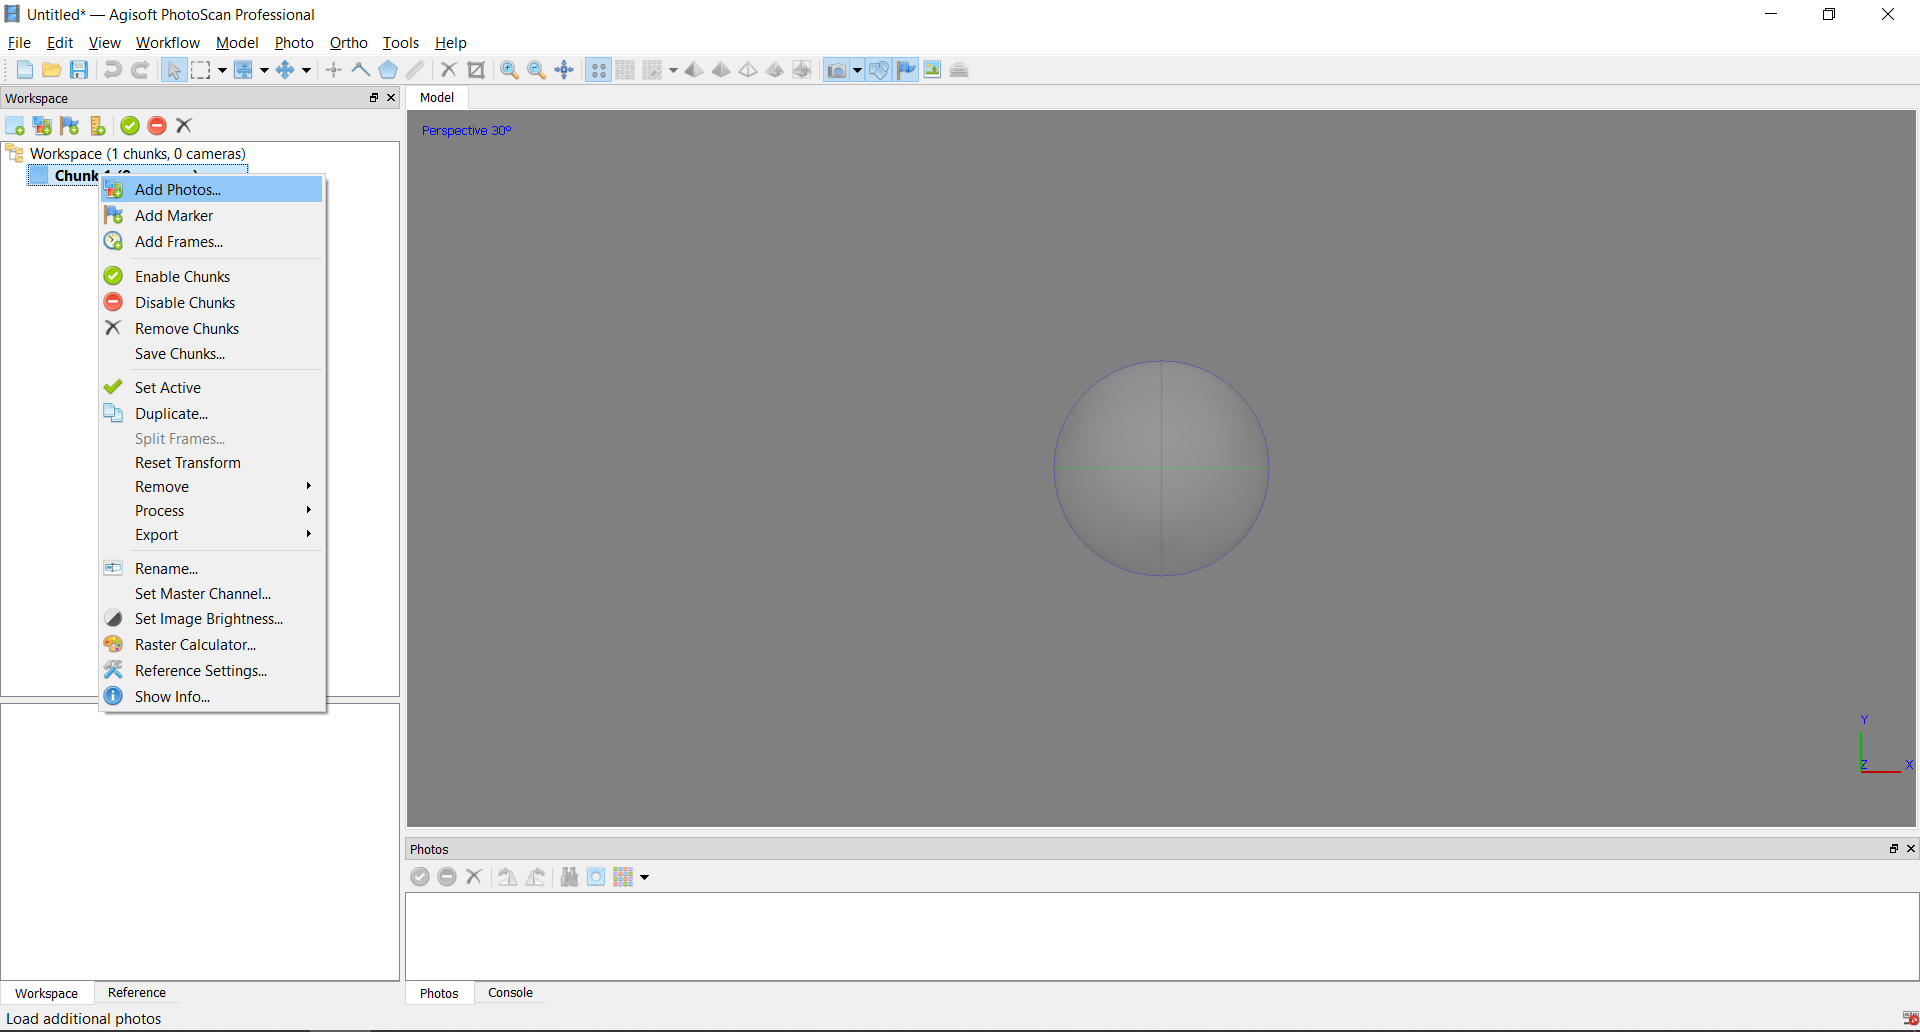 Untitled* — Agisoft PhotoScan Professional
File Edit View Workflow Model Photo Ortho Tools Help
Workspace
Model
Perspective 30°
Workspace (1 chunks, 0 cameras)
Chunk
Add Photos...
Add Marker
Add Frames...
Enable Chunks
Disable Chunks
Remove Chunks
Save Chunks...
Set Active
Duplicate...
Split Frames...
Reset Transform
Remove
Process
Export
Rename...
Set Master Channel...
Set Image Brightness...
Raster Calculator...
Reference Settings...
Show Info...
Y
Z
X
Photos
Workspace Reference
Photos Console
Load additional photos